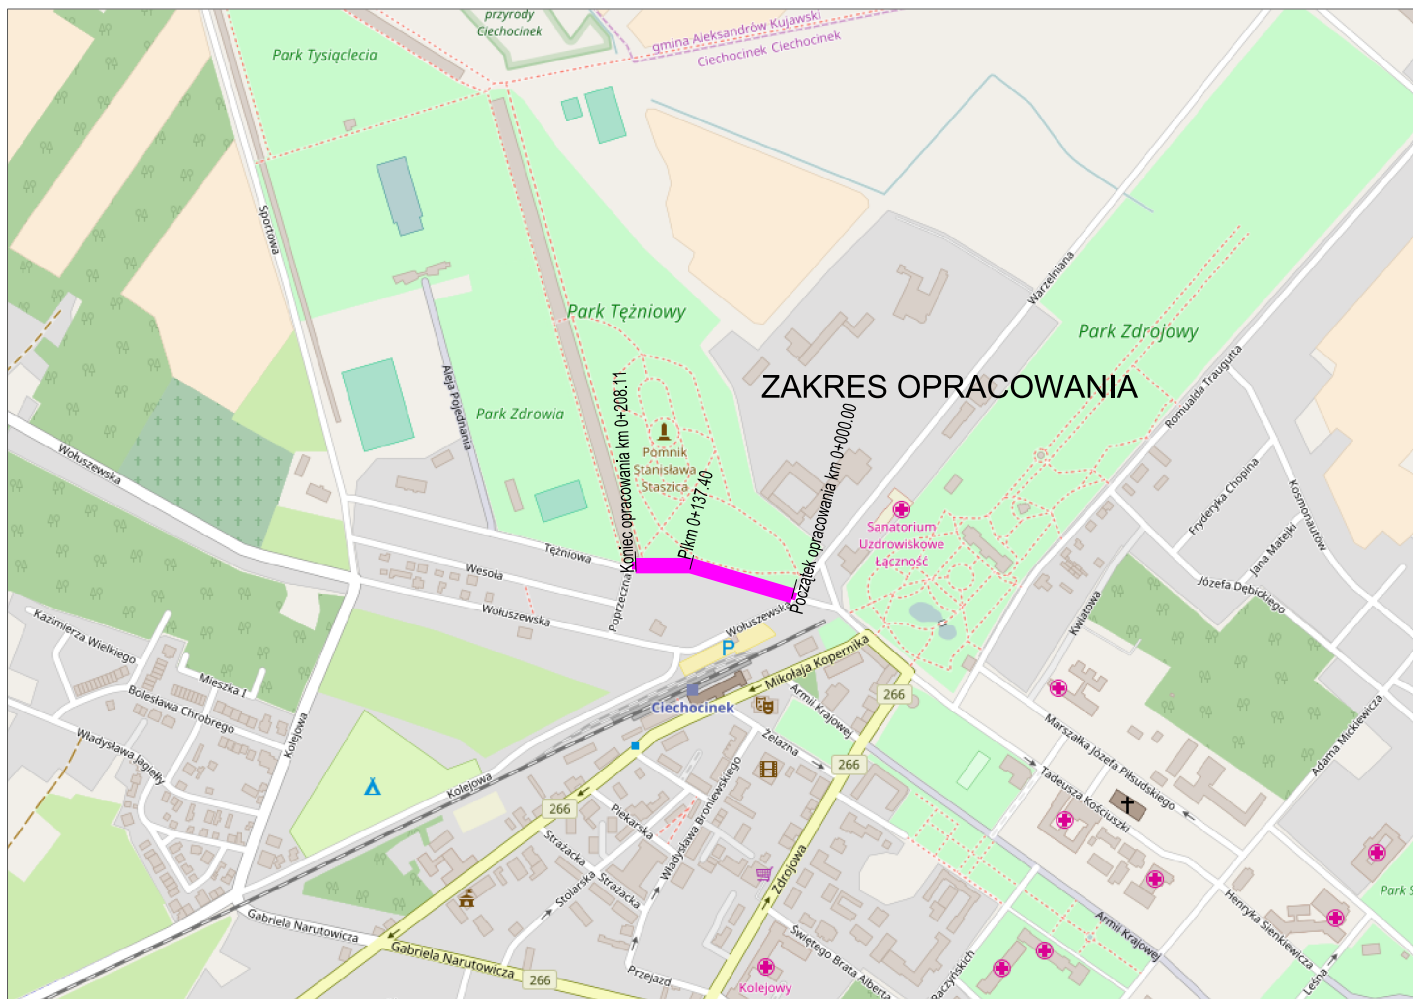 przyrody
Ciechocinek
gmina Aleksandrów Kujawski
Ciechocinek Ciechocinek
Park Tysiąclecia
Sportowa
Warzelniana
Park Tężniowy
Park Zdrojowy
Romualda Traugutta
ZAKRES OPRACOWANIA
Aleja Pojednania
Park Zdrowia
Koniec opracowania km 0+208.11
Pomnik
Stanisława
Staszica
PIkm 0+137.40
Początek opracowania km 0+000.00
Wołuszewska
Fryderyka Chopina
Kosmonautów
Jana Matejki
Sanatorium
Uzdrowiskowe
Łączność
Tężniowa
Wesoła
Józefa Dębickiego
Poprzeczna
Wołuszewska
Wołuszewska
Kwiatowa
Kazimierza Wielkiego
P
Mikołaja Kopernika
Mieszka I
Bolesława Chrobrego
Ciechocinek
266
Armii Krajowej
Władysława Jagiełły
Kolejowa
Żelazna
Marszałka Józefa Piłsudskiego
Adama Mickiewicza
266
Tadeusza Kościuszki
Kolejowa
266
Piekarska
Władysława Broniewskiego
Strażacka
Strażacka
Stolarska
Zdrojowa
Park S
Henryka Sienkiewicza
Gabriela Narutowicza
Gabriela Narutowicza
266
Armii Krajowej
Świętego Brata Alberta
Raczyńskich
Przejazd
Kolejowy
Leśna